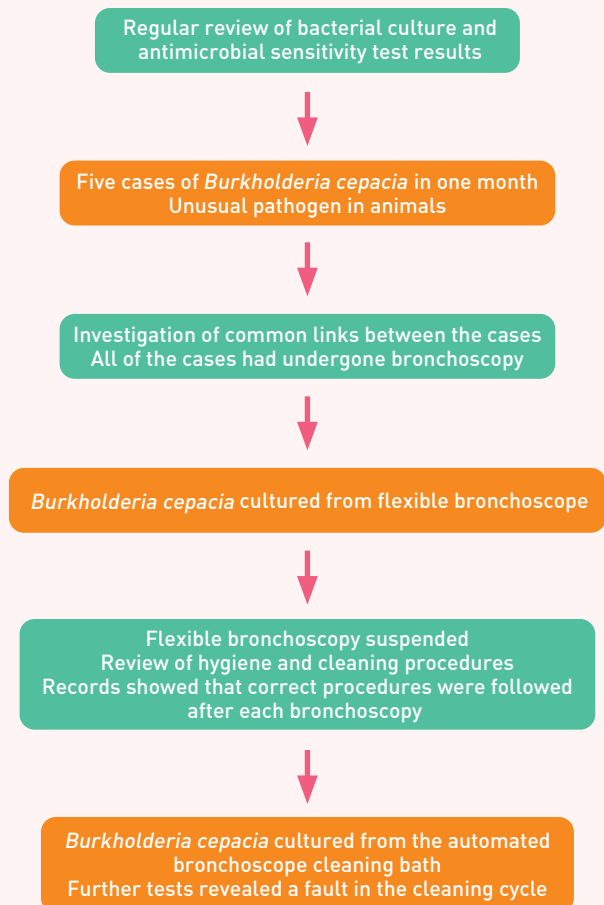 Regular review of bacterial culture and
antimicrobial sensitivity test results
Five cases of Burkholderia cepacia in one month
Unusual pathogen in animals
Investigation of common links between the cases
All of the cases had undergone bronchoscopy
Burkholderia cepacia cultured from flexible bronchoscope
Flexible bronchoscopy suspended
Review of hygiene and cleaning procedures
Records showed that correct procedures were followed
after each bronchoscopy
Burkholderia cepacia cultured from the automated
bronchoscope cleaning bath
Further tests revealed a fault in the cleaning cycle